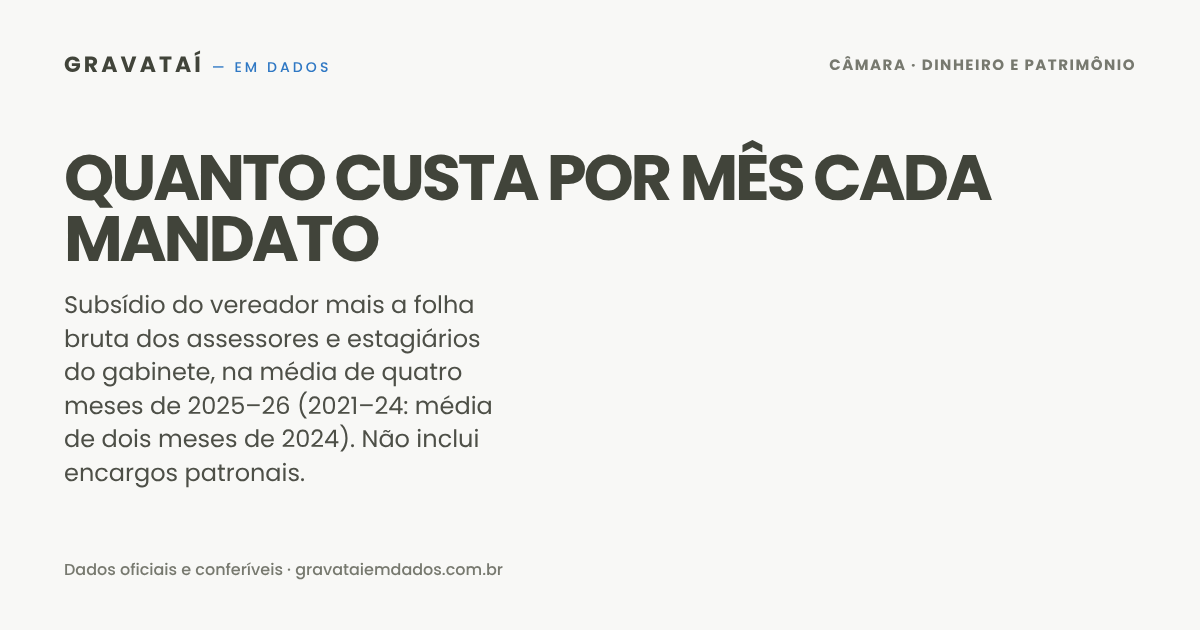 GRAVATAÍ — EM DADOS
CÂMARA · DINHEIRO E PATRIMÔNIO
QUANTO CUSTA POR MÊS CADA
MANDATO
Subsídio do vereador mais a folha
bruta dos assessores e estagiários
do gabinete, na média de quatro
meses de 2025–26 (2021–24: média
de dois meses de 2024). Não inclui
encargos patronais.
Dados oficiais e conferíveis · gravataiemdados.com.br